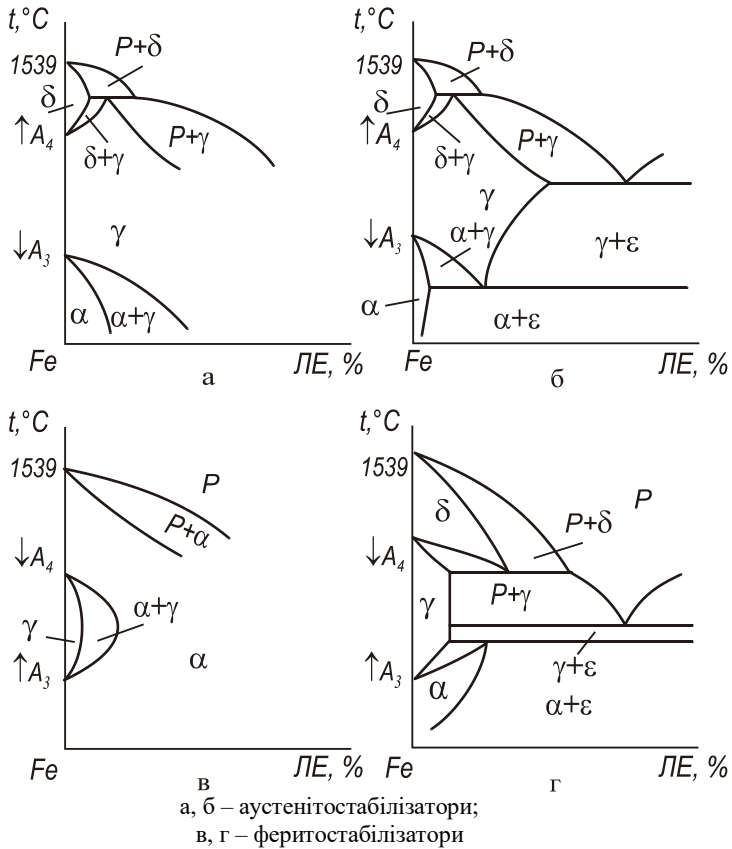 t,°C
P+δ
1539
δ
↑A4
δ+γ
P+γ
γ
↓A3
α
α+γ
Fe
ЛЕ, %
а
t,°C
P+δ
1539
δ
↑A4
δ+γ
P+γ
γ
↓A3
α+γ
γ+ε
α
α+ε
Fe
ЛЕ, %
б
t,°C
1539
P
P+α
↓A4
α+γ
γ
α
↑A3
Fe
ЛЕ, %
в
t,°C
1539
P
δ
P+δ
↓A4
P+γ
γ
γ+ε
↑A3
α
α+ε
Fe
ЛЕ, %
г
а, б – аустенітостабілізатори;
в, г – феритостабілізатори